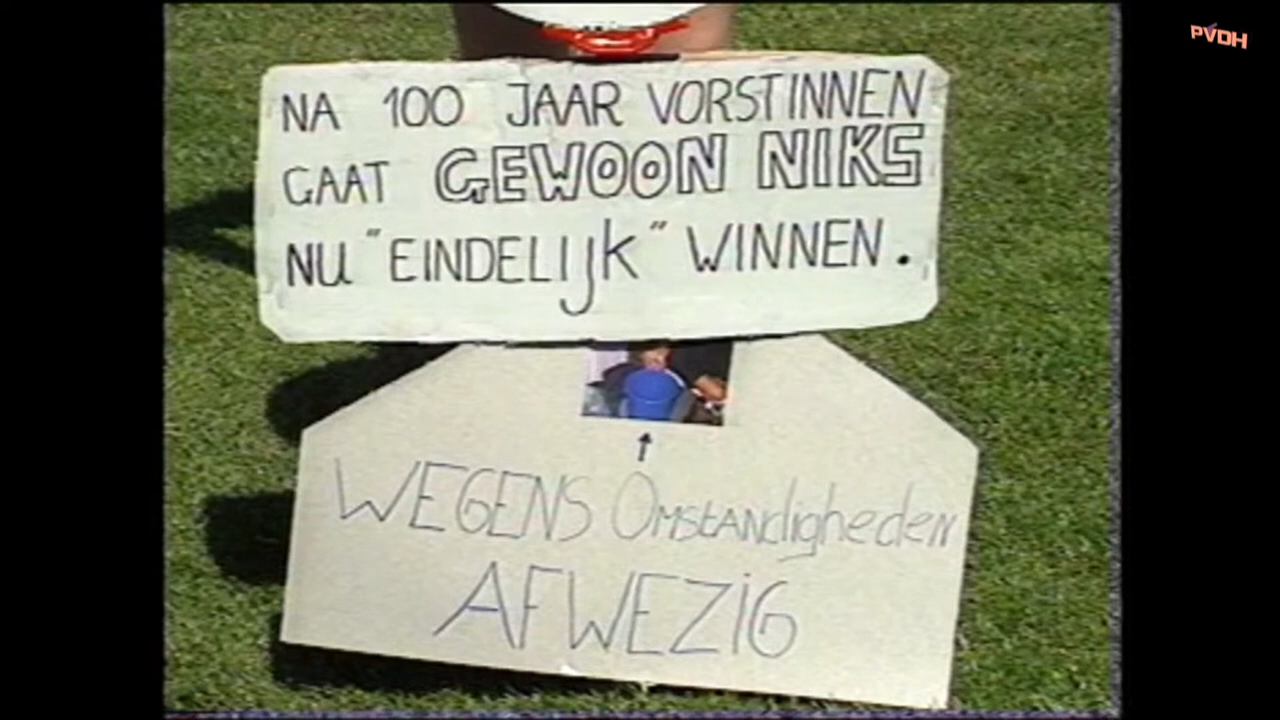 PVDH
NA 100 JAAR VORSTINNEN
GAAT GEWOON NIKS
NU "EINDELIJK" WINNEN.
WEGENS Omstandigheden
AFWEZiG